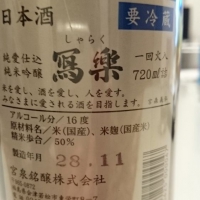 日本酒
要冷蔵
しゃらく
純愛仕込
純米吟醸
寫樂
一回火入
720ml詰
米を愛し、酒を愛し、人を愛す。
みなさまに愛される酒を目指します。
アルコール分/16度
原材料名/米(国産)、米麹(国産米)
精米歩合/50%
製造年月 28.11
宮泉銘醸株式会社